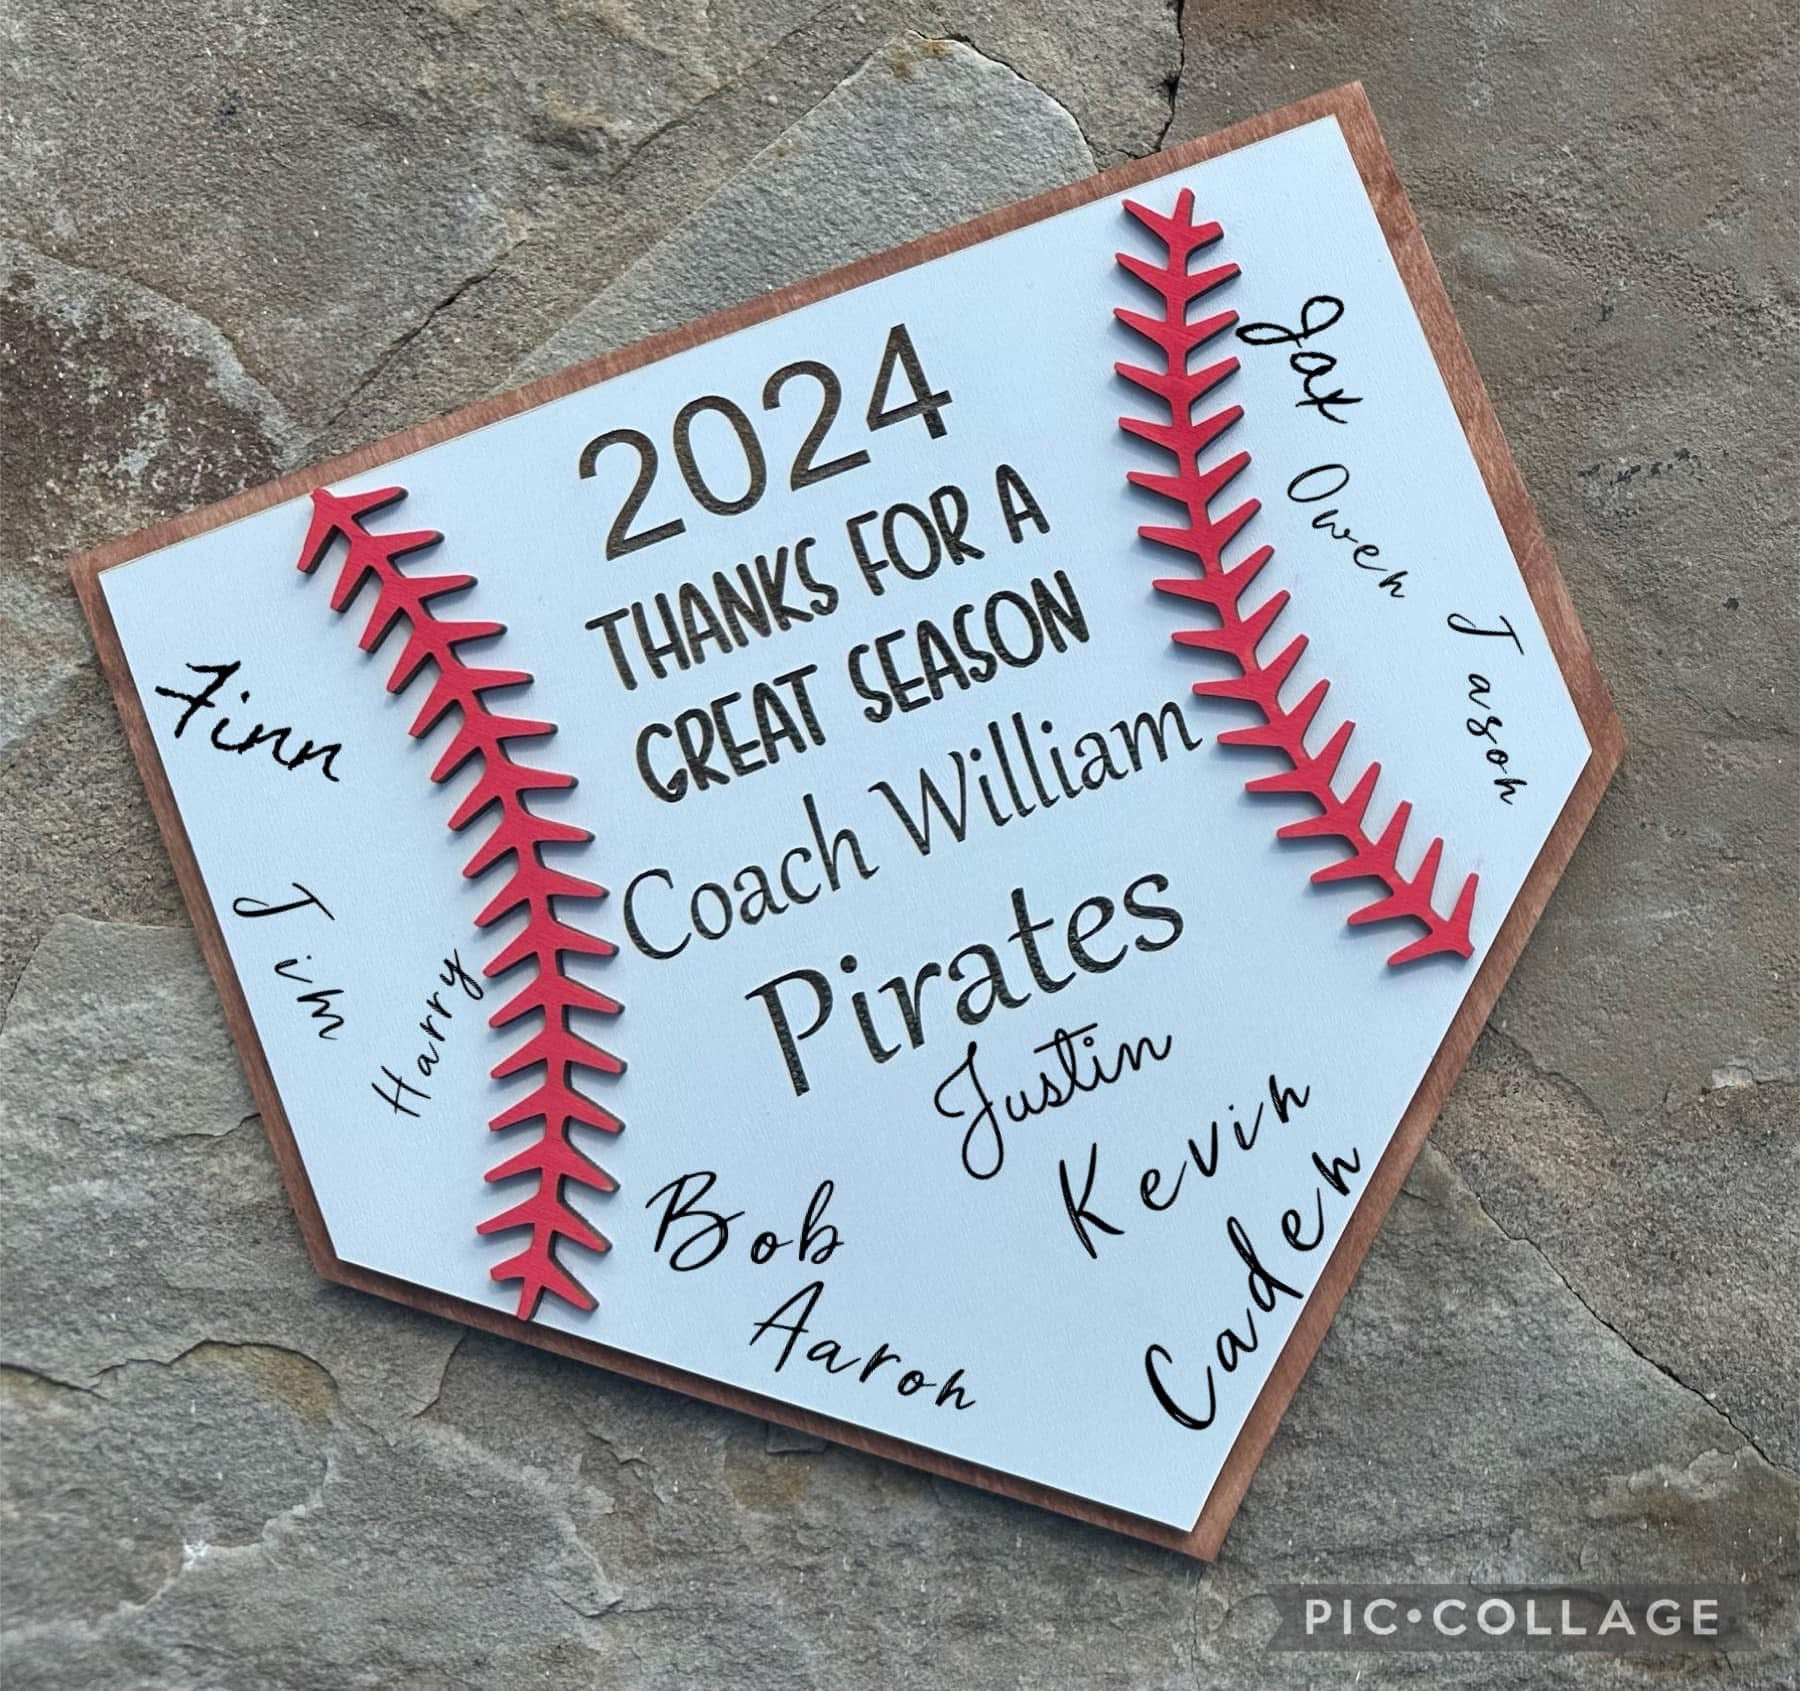 2024
THANKS FOR A
GREAT SEASON
Coach William
Pirates
Jax
Owen
Jason
Finn
Jim
Harry
Justin
Kevin
Caden
Bob
Aaron
PIC•COLLAGE